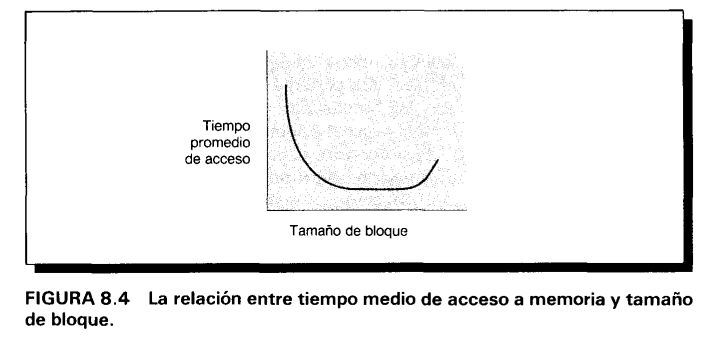 Tiempo
promedio
de acceso
Tamaño de bloque
FIGURA 8.4 La relación entre tiempo medio de acceso a memoria y tamaño
de bloque.